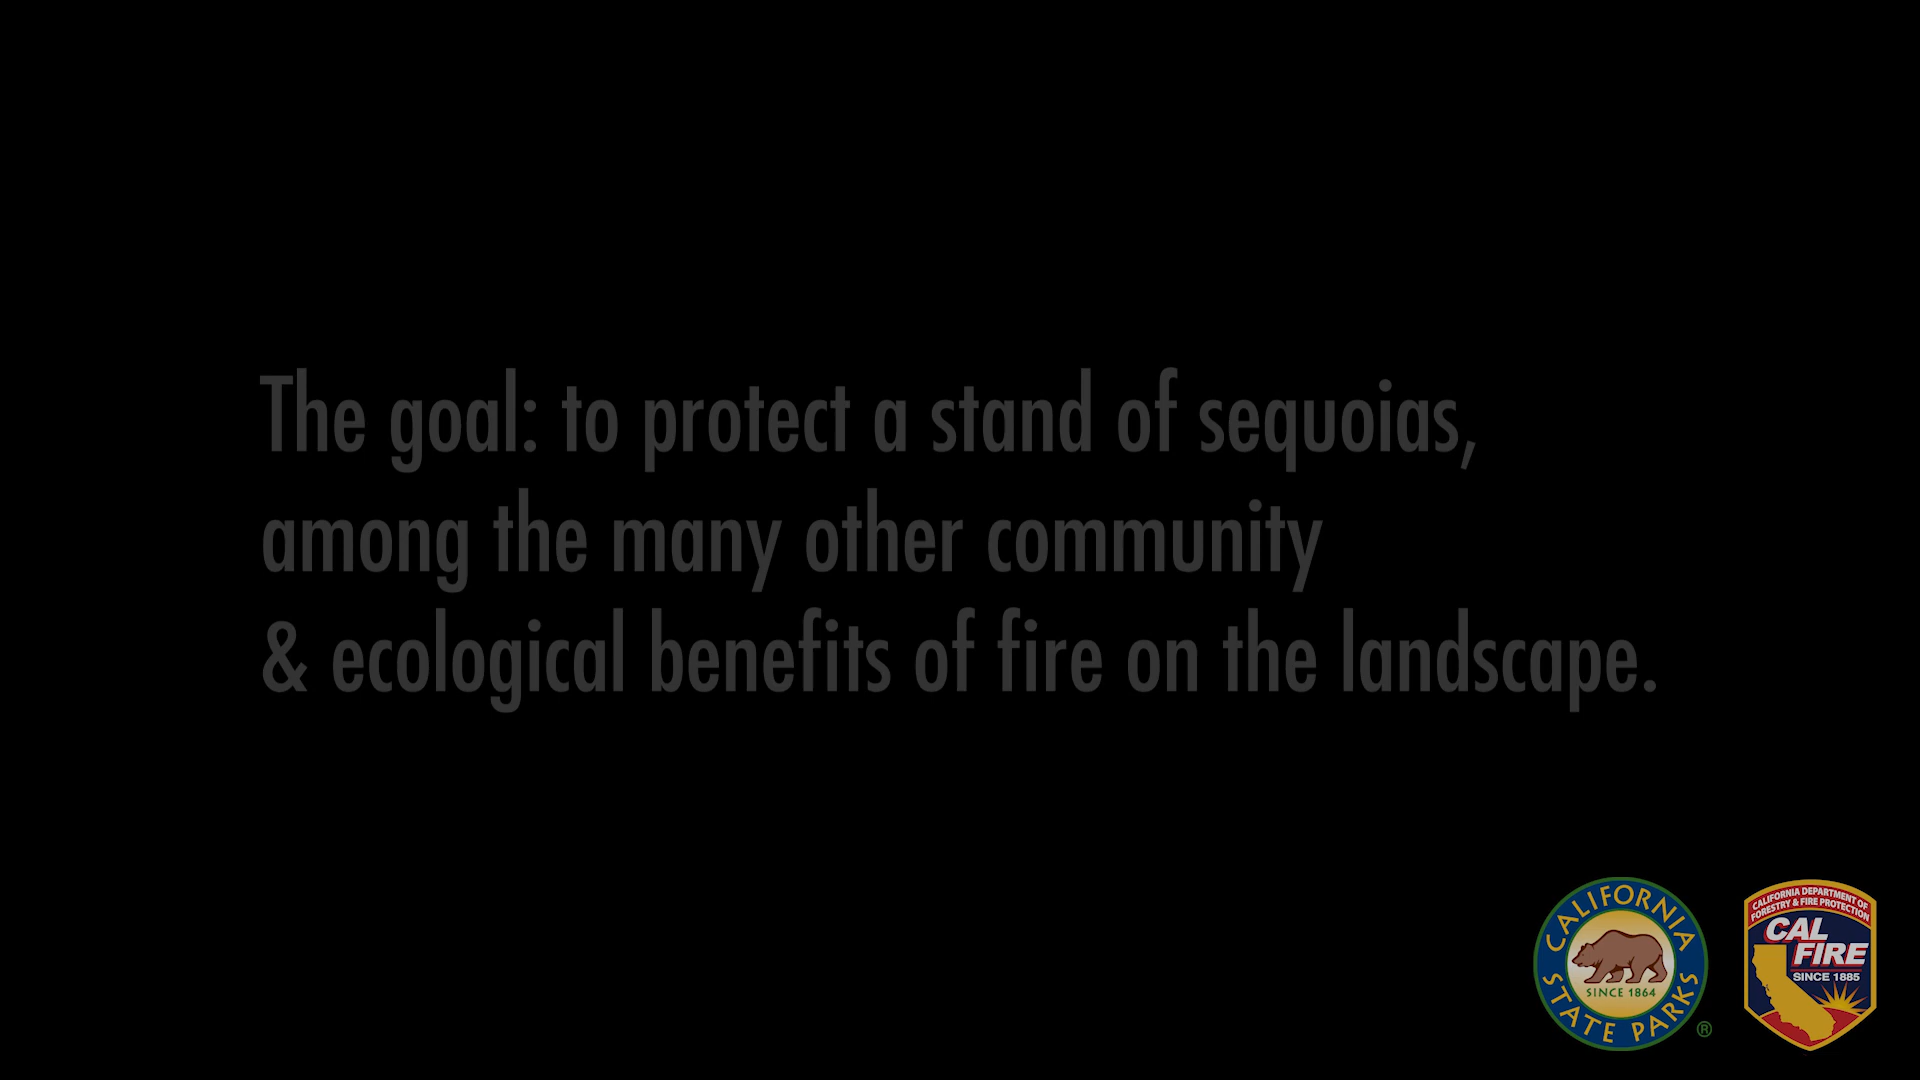 The goal: to protect a stand of sequoias,
among the many other community
& ecological benefits of fire on the landscape.
CALIFORNIA
SINCE 1864
STATE PARKS
®
CALIFORNIA DEPARTMENT OF
FORESTRY & FIRE PROTECTION
CAL
FIRE
SINCE 1885